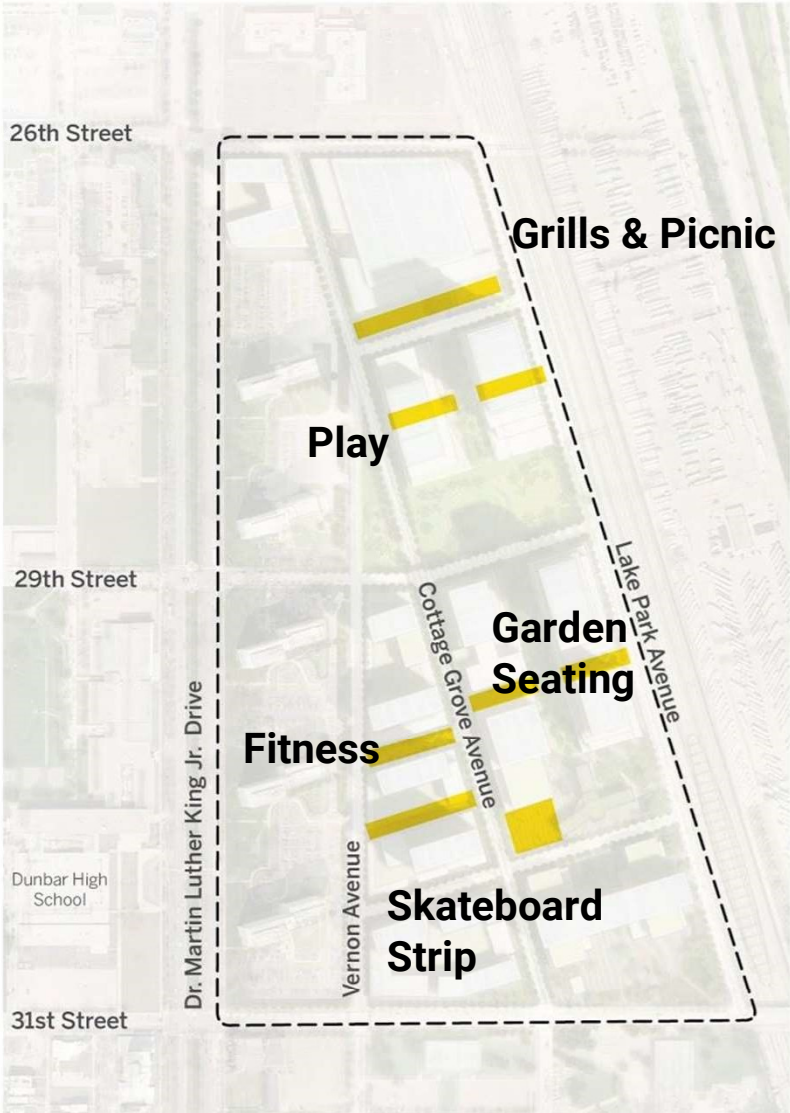 26th Street
Grills & Picnic
Play
29th Street
Lake Park Avenue
Cottage Grove Avenue
Garden
Seating
Fitness
Dr. Martin Luther King Jr. Drive
Vernon Avenue
Dunbar High
School
Skateboard
Strip
31st Street